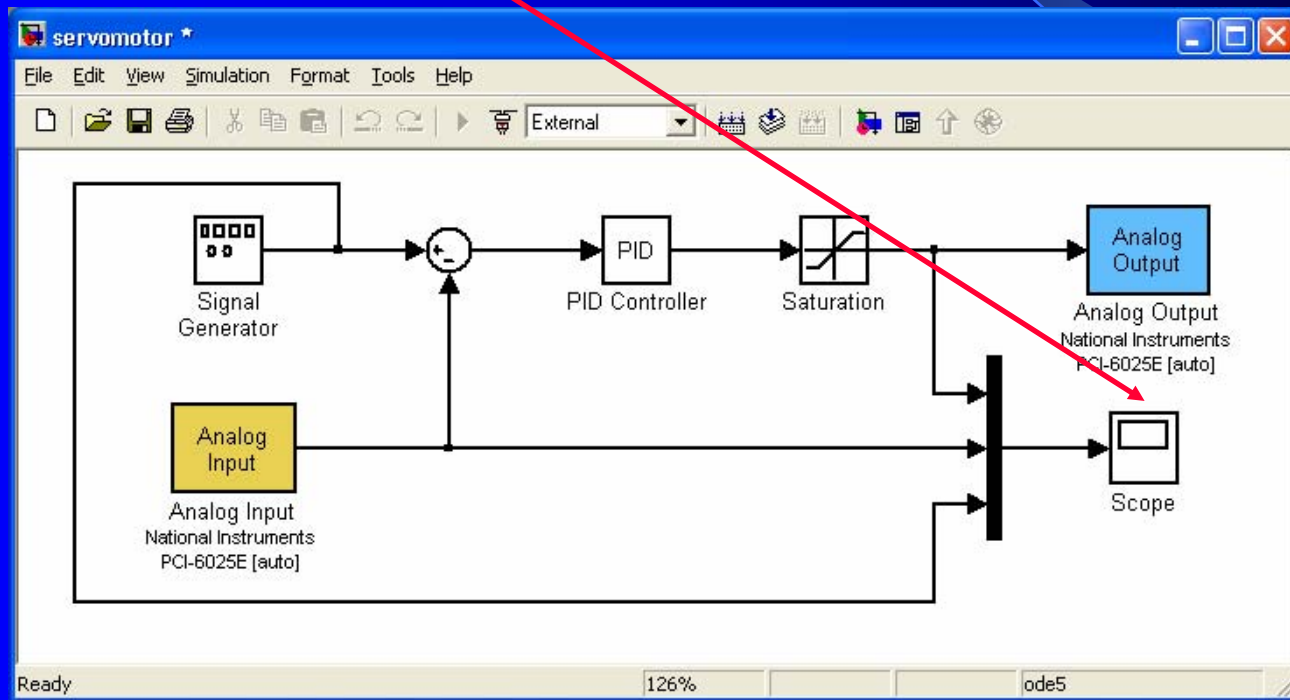 servomotor *
File Edit View Simulation Format Tools Help
External
Signal
Generator
+
-
PID
PID Controller
Saturation
Analog
Output
Analog Output
National Instruments
PCI-6025E [auto]
Analog
Input
Analog Input
National Instruments
PCI-6025E [auto]
Scope
Ready 126% ode5